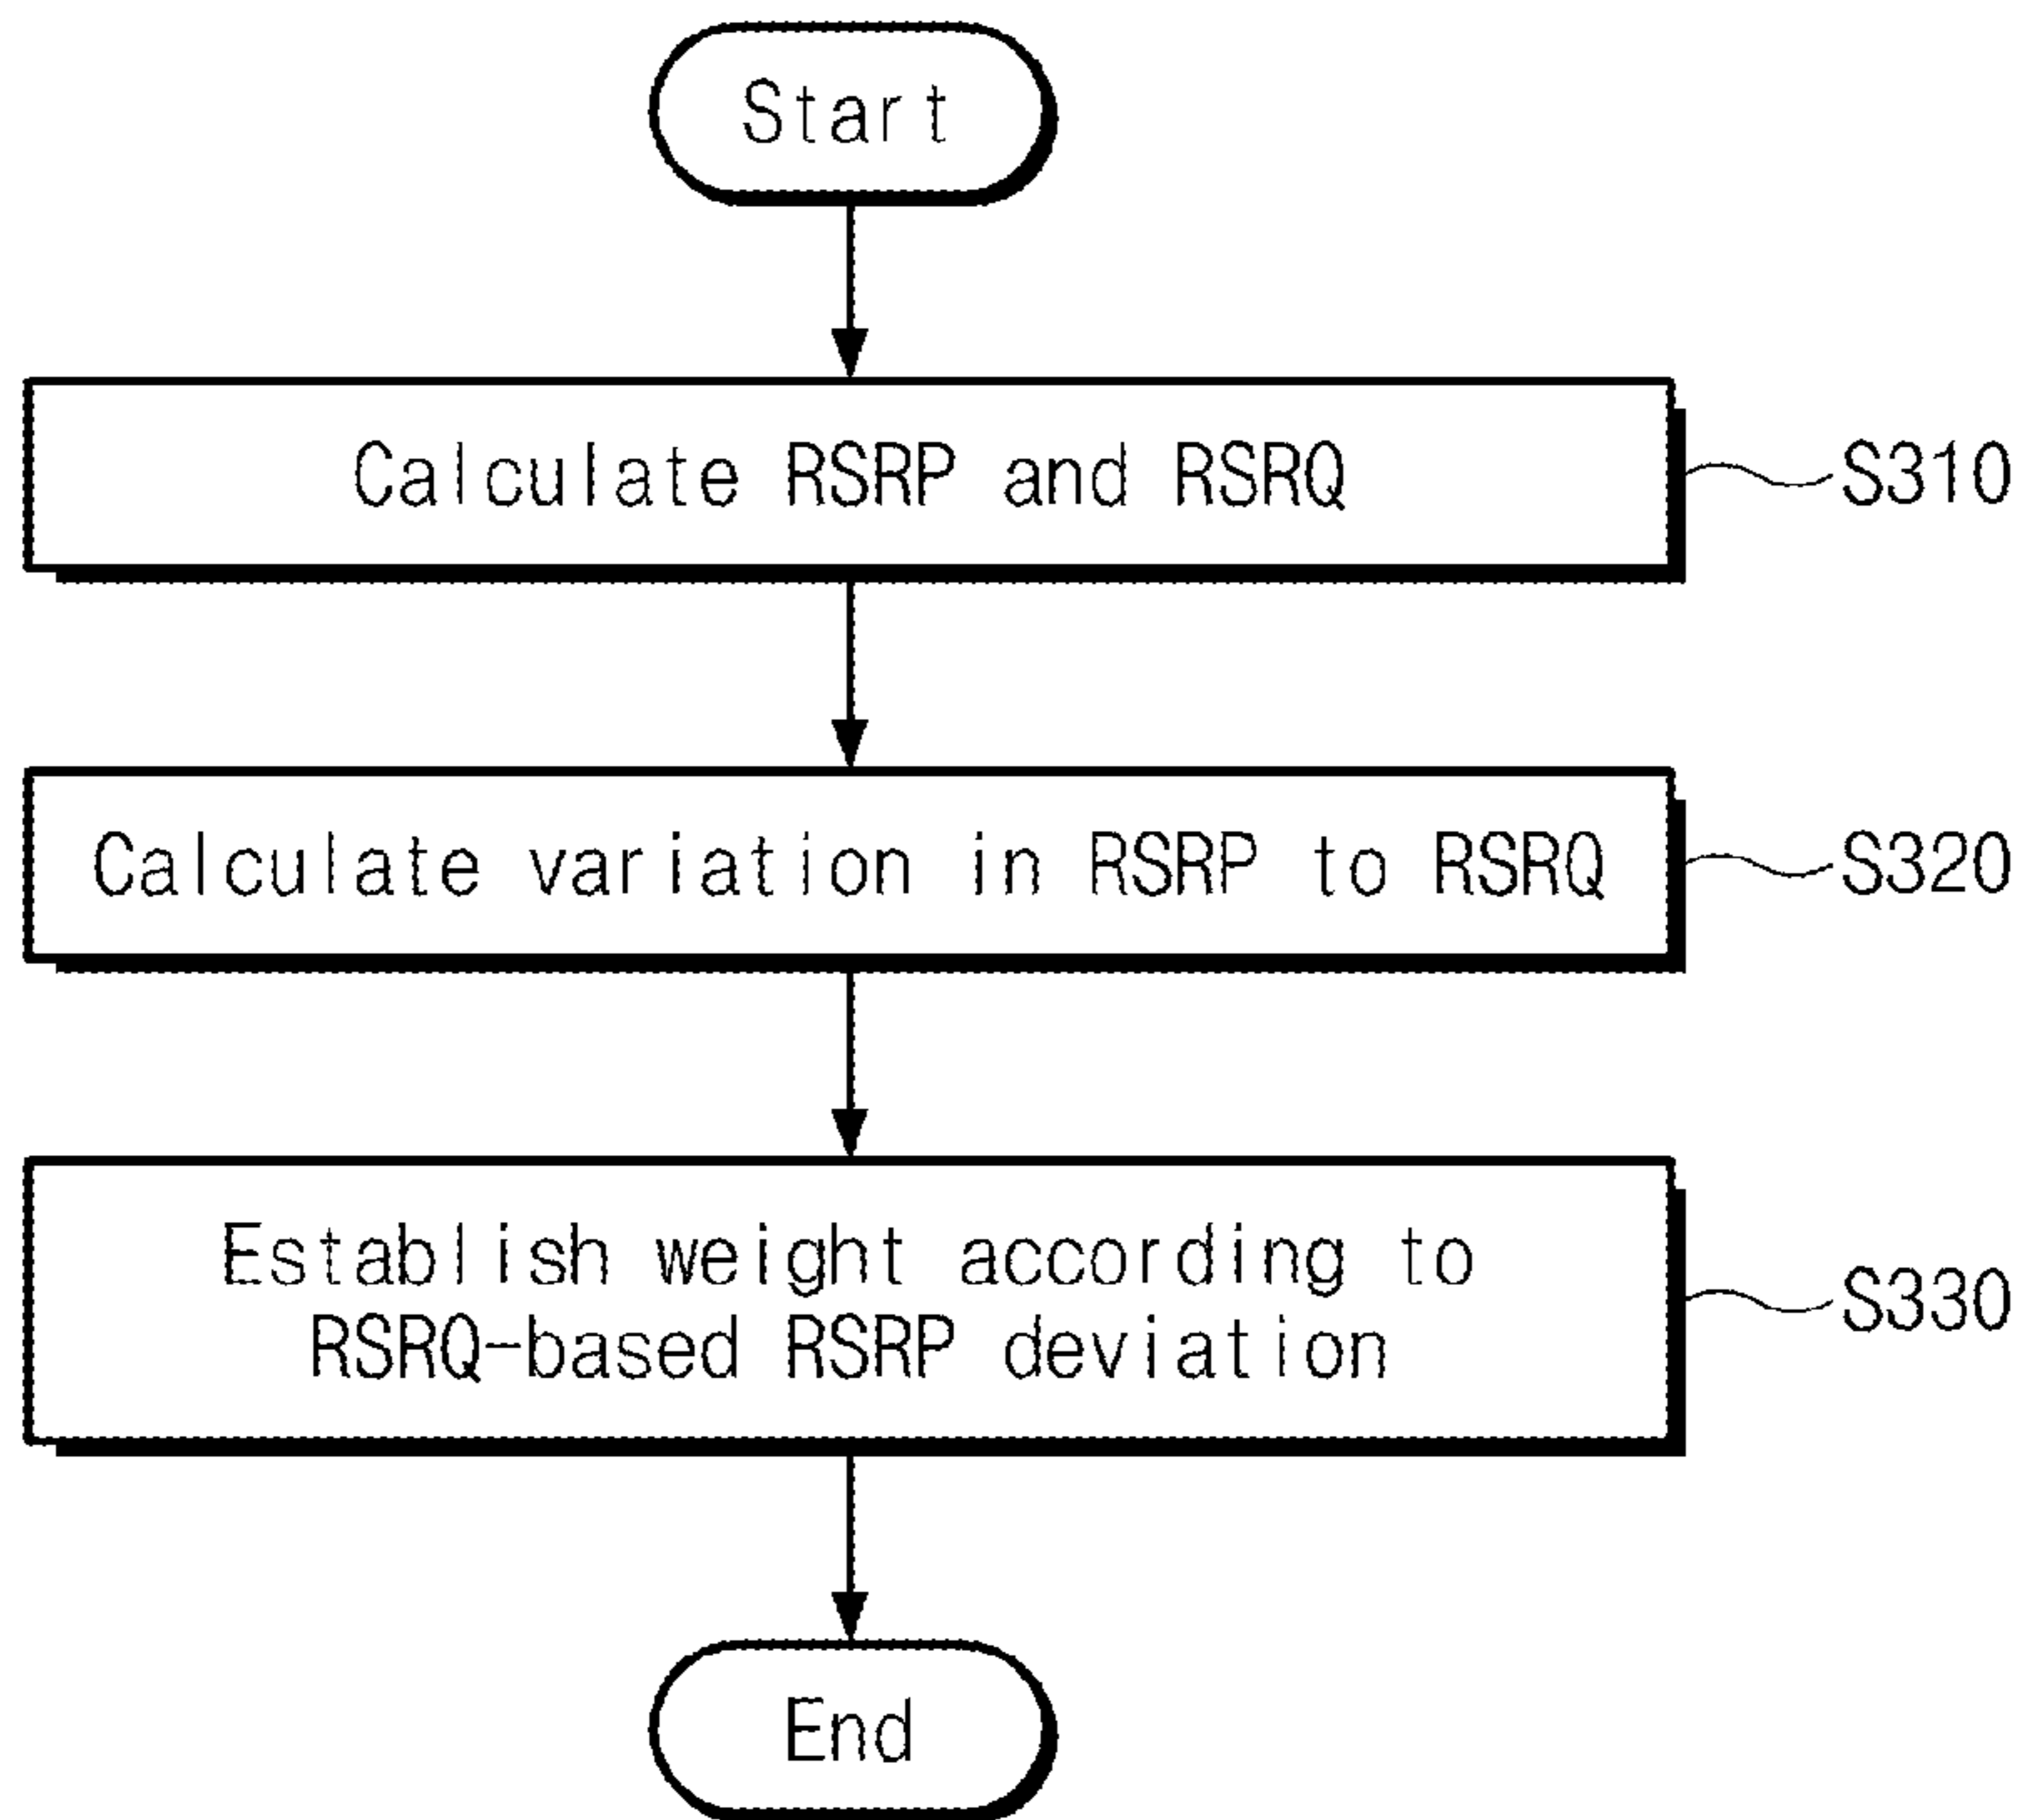 Start
Calculate RSRP and RSRQ
S310
Calculate variation in RSRP to RSRQ
S320
Establish weight according to
RSRQ-based RSRP deviation
S330
End